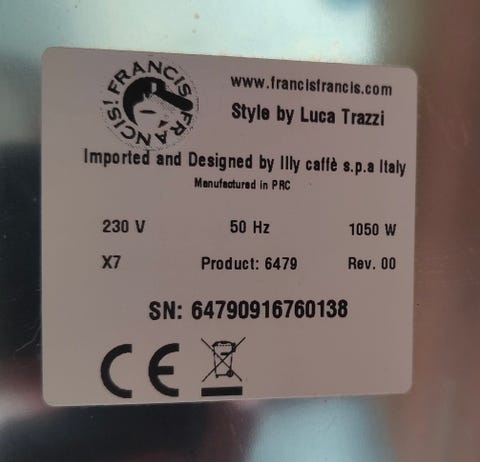 FRANCIS FRANCIS!
www.francisfrancis.com
Style by Luca Trazzi
Imported and Designed by Illy caffè s.p.a Italy
Manufactured in PRC
230 V 50 Hz 1050 W
X7 Product: 6479 Rev. 00
SN: 64790916760138
CE